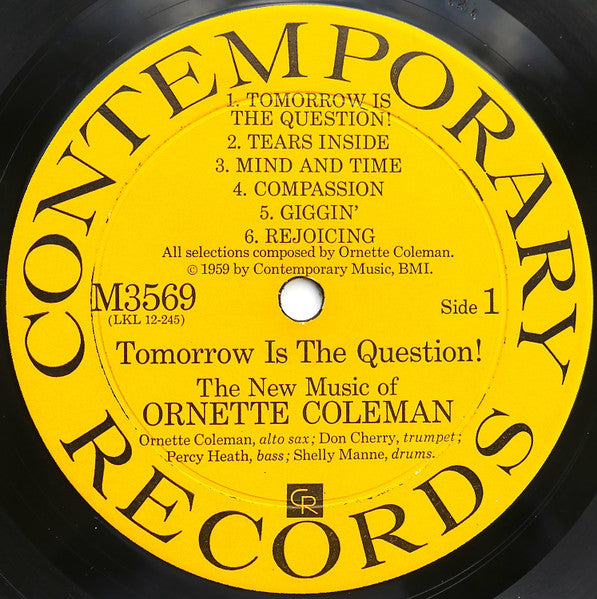 CONTEMPORARY
1. TOMORROW IS
THE QUESTION!
2. TEARS INSIDE
3. MIND AND TIME
4. COMPASSION
5. GIGGIN'
6. REJOICING
All selections composed by Ornette Coleman.
© 1959 by Contemporary Music, BMI.
M3569
(LKL 12-245)
Side 1
Tomorrow Is The Question!
The New Music of
ORNETTE COLEMAN
Ornette Coleman, alto sax; Don Cherry, trumpet;
Percy Heath, bass; Shelly Manne, drums.
CR
RECORDS